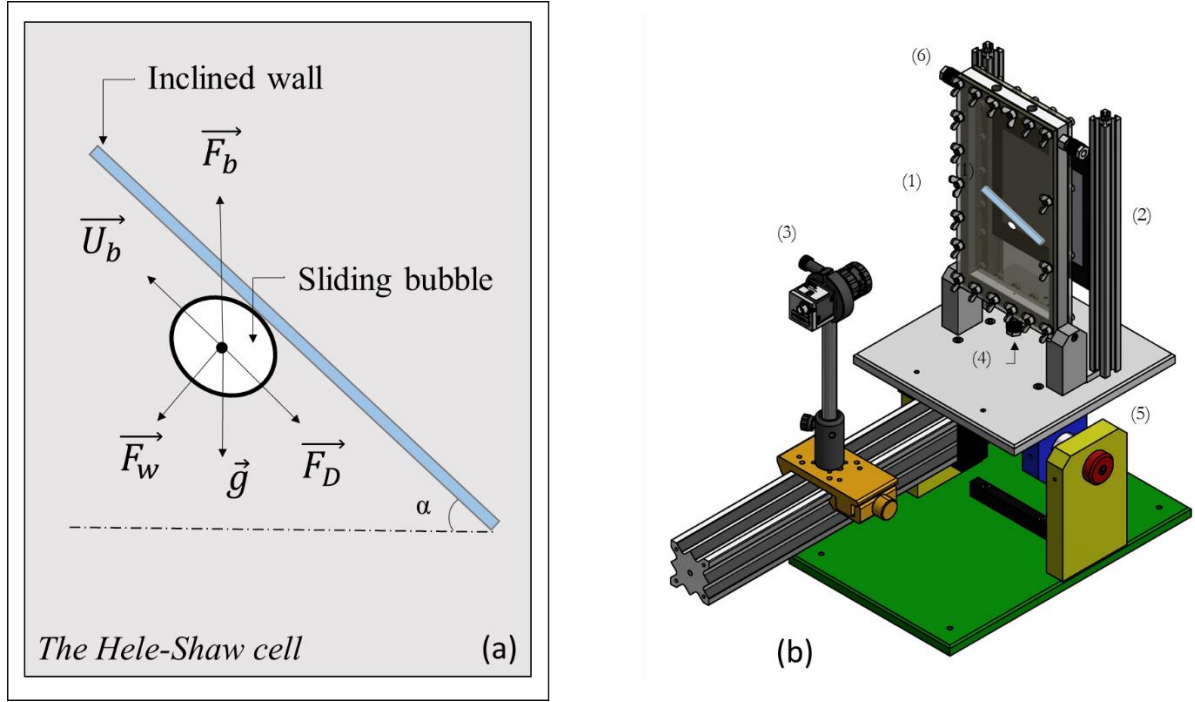 Inclined wall
F_b
U_b
Sliding bubble
F_w
g
F_D
α
The Hele-Shaw cell
(a)
(6)
(1)
(2)
(3)
(4)
(5)
(b)